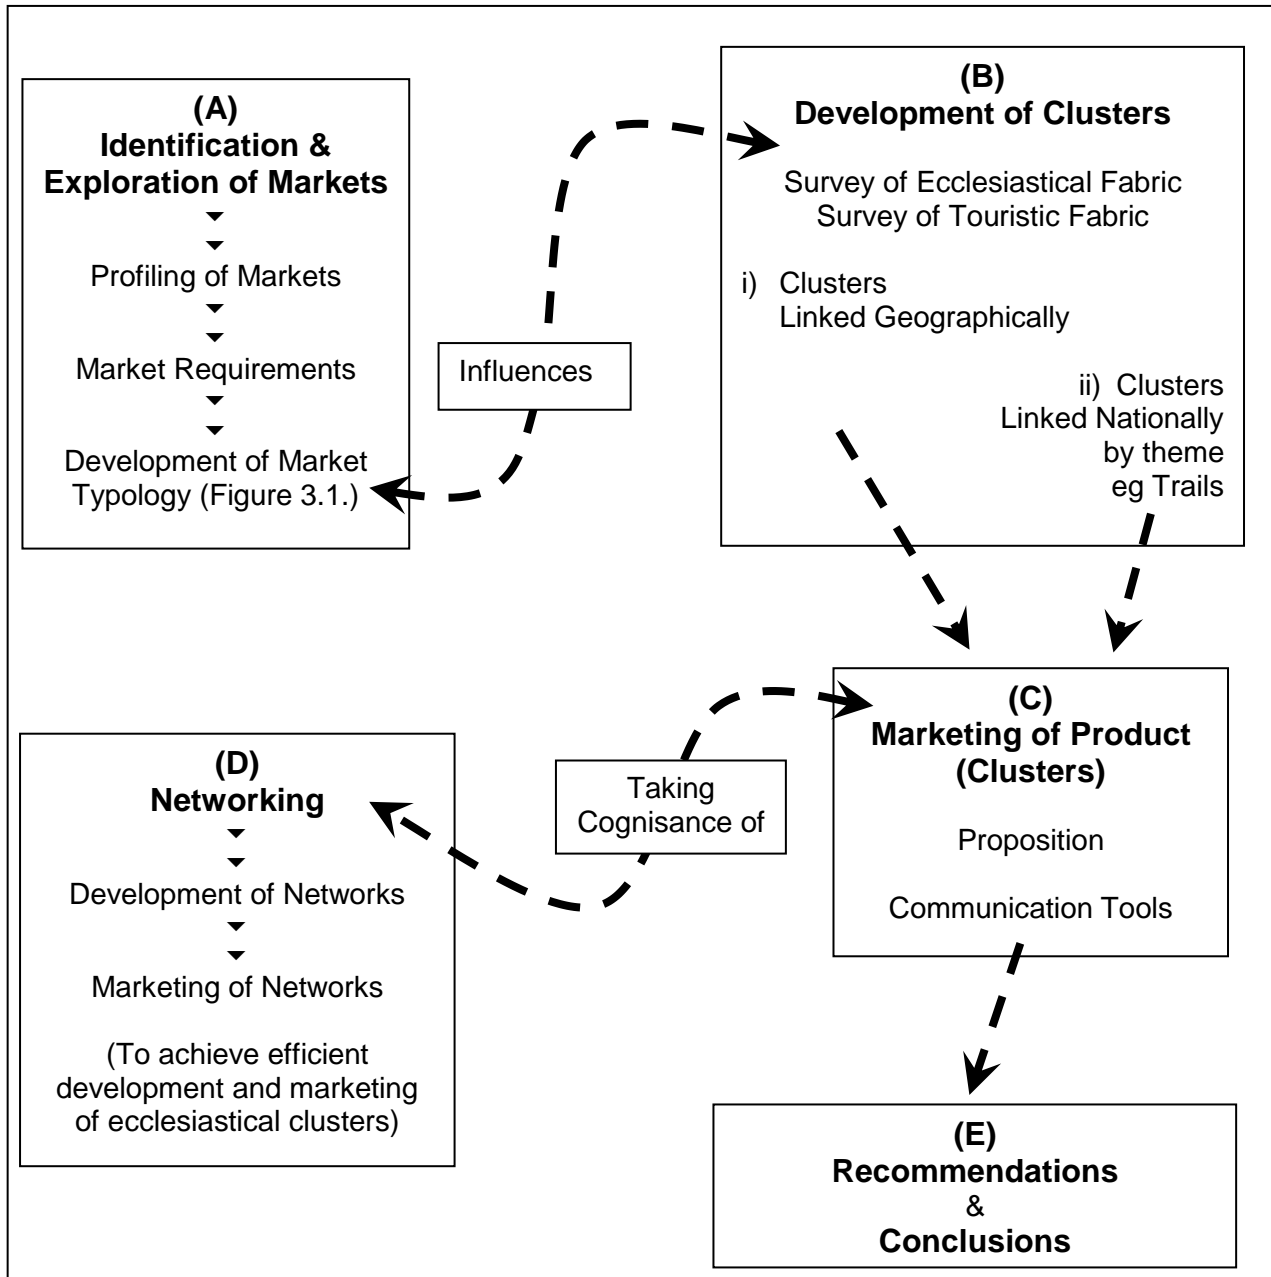 (A)
Identification &
Exploration of Markets
Profiling of Markets
Market Requirements
Development of Market
Typology (Figure 3.1.)
Influences
(B)
Development of Clusters
Survey of Ecclesiastical Fabric
Survey of Touristic Fabric
i) Clusters
Linked Geographically
ii) Clusters
Linked Nationally
by theme
eg Trails
(C)
Marketing of Product
(Clusters)
Proposition
Communication Tools
Taking
Cognisance of
(D)
Networking
Development of Networks
Marketing of Networks
(To achieve efficient
development and marketing
of ecclesiastical clusters)
(E)
Recommendations
&
Conclusions